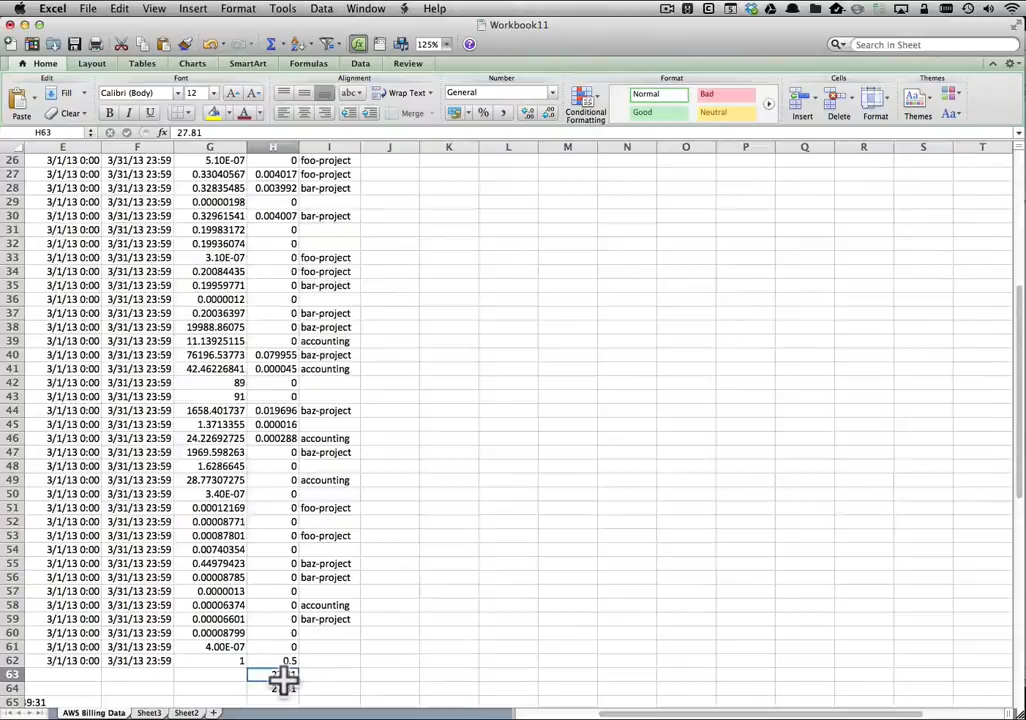 Excel File Edit View Insert Format Tools Data Window Help
Workbook11
125%
Search in Sheet
Home Layout Tables Charts SmartArt Formulas Data Review
Edit Font Alignment Number Format Cells Themes
Paste Fill Clear Calibri (Body) 12 abc Wrap Text Merge General Conditional Formatting Normal Bad Good Neutral Insert Delete Format Themes
H63 fx 27.81
E F G H I J K L M N O P Q R S T
26 3/1/13 0:00 3/31/13 23:59 5.10E-07 0 foo-project
27 3/1/13 0:00 3/31/13 23:59 0.33040567 0.004017 foo-project
28 3/1/13 0:00 3/31/13 23:59 0.32835485 0.003992 bar-project
29 3/1/13 0:00 3/31/13 23:59 0.00000198 0
30 3/1/13 0:00 3/31/13 23:59 0.32961541 0.004007 bar-project
31 3/1/13 0:00 3/31/13 23:59 0.19983172 0
32 3/1/13 0:00 3/31/13 23:59 0.19936074 0
33 3/1/13 0:00 3/31/13 23:59 3.10E-07 0 foo-project
34 3/1/13 0:00 3/31/13 23:59 0.20084435 0 foo-project
35 3/1/13 0:00 3/31/13 23:59 0.19959771 0 bar-project
36 3/1/13 0:00 3/31/13 23:59 0.0000012 0
37 3/1/13 0:00 3/31/13 23:59 0.20036397 0 bar-project
38 3/1/13 0:00 3/31/13 23:59 19988.86075 0 baz-project
39 3/1/13 0:00 3/31/13 23:59 11.13925115 0 accounting
40 3/1/13 0:00 3/31/13 23:59 76196.53773 0.079955 baz-project
41 3/1/13 0:00 3/31/13 23:59 42.46226841 0.000045 accounting
42 3/1/13 0:00 3/31/13 23:59 89 0
43 3/1/13 0:00 3/31/13 23:59 91 0
44 3/1/13 0:00 3/31/13 23:59 1658.401737 0.019696 baz-project
45 3/1/13 0:00 3/31/13 23:59 1.3713355 0.000016
46 3/1/13 0:00 3/31/13 23:59 24.22692725 0.000288 accounting
47 3/1/13 0:00 3/31/13 23:59 1969.598263 0 baz-project
48 3/1/13 0:00 3/31/13 23:59 1.6286645 0
49 3/1/13 0:00 3/31/13 23:59 28.77307275 0 accounting
50 3/1/13 0:00 3/31/13 23:59 3.40E-07 0
51 3/1/13 0:00 3/31/13 23:59 0.00012169 0 foo-project
52 3/1/13 0:00 3/31/13 23:59 0.00008771 0
53 3/1/13 0:00 3/31/13 23:59 0.00087801 0 foo-project
54 3/1/13 0:00 3/31/13 23:59 0.00740354 0
55 3/1/13 0:00 3/31/13 23:59 0.44979423 0 baz-project
56 3/1/13 0:00 3/31/13 23:59 0.00008785 0 bar-project
57 3/1/13 0:00 3/31/13 23:59 0.0000013 0
58 3/1/13 0:00 3/31/13 23:59 0.00006374 0 accounting
59 3/1/13 0:00 3/31/13 23:59 0.00006601 0 bar-project
60 3/1/13 0:00 3/31/13 23:59 0.00008799 0
61 3/1/13 0:00 3/31/13 23:59 4.00E-07 0
62 3/1/13 0:00 3/31/13 23:59 1 0.5
63
64
65 59:31
AWS Billing Data Sheet3 Sheet2 +